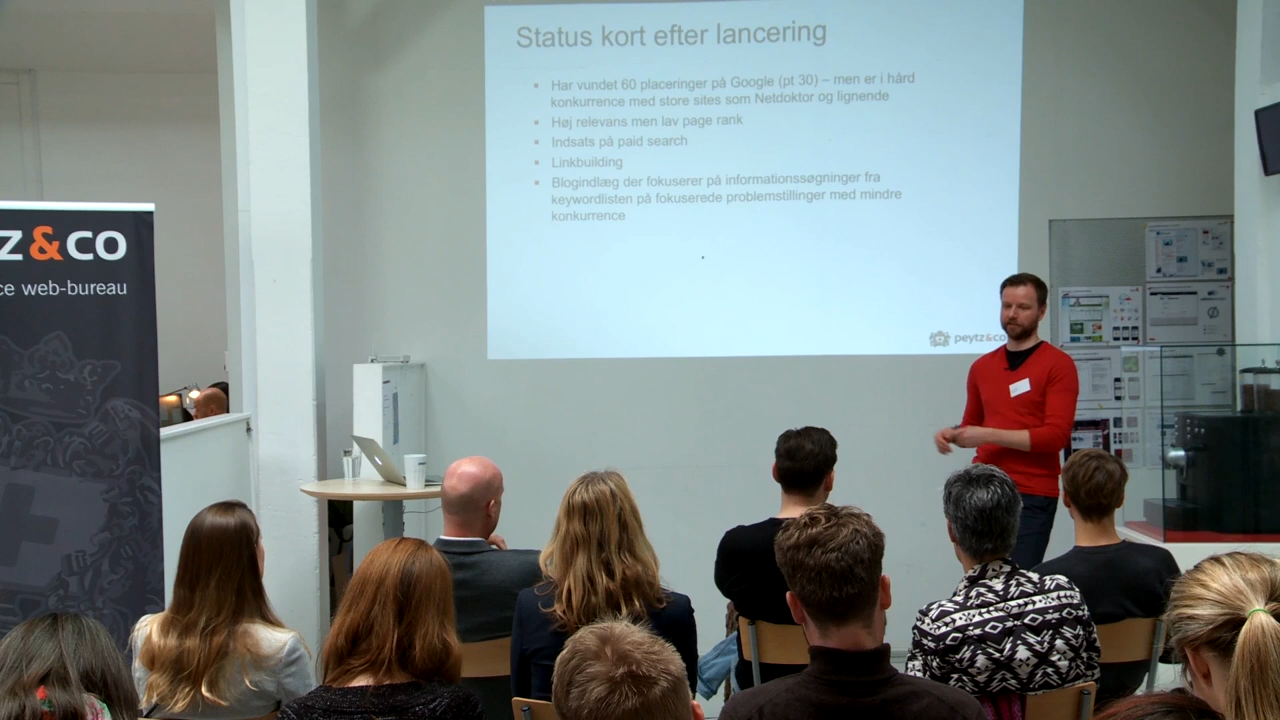 Status kort efter lancering
Har vundet 60 placeringer på Google (pt 30) – men er i hård
konkurrence med store sites som Netdoktor og lignende
Høj relevans men lav page rank
Indsats på paid search
Linkbuilding
Blogindlæg der fokuserer på informationssøgninger fra
keywordlisten på fokuserede problemstillinger med mindre
konkurrence
peytz&co
Z &CO
ce web-bureau